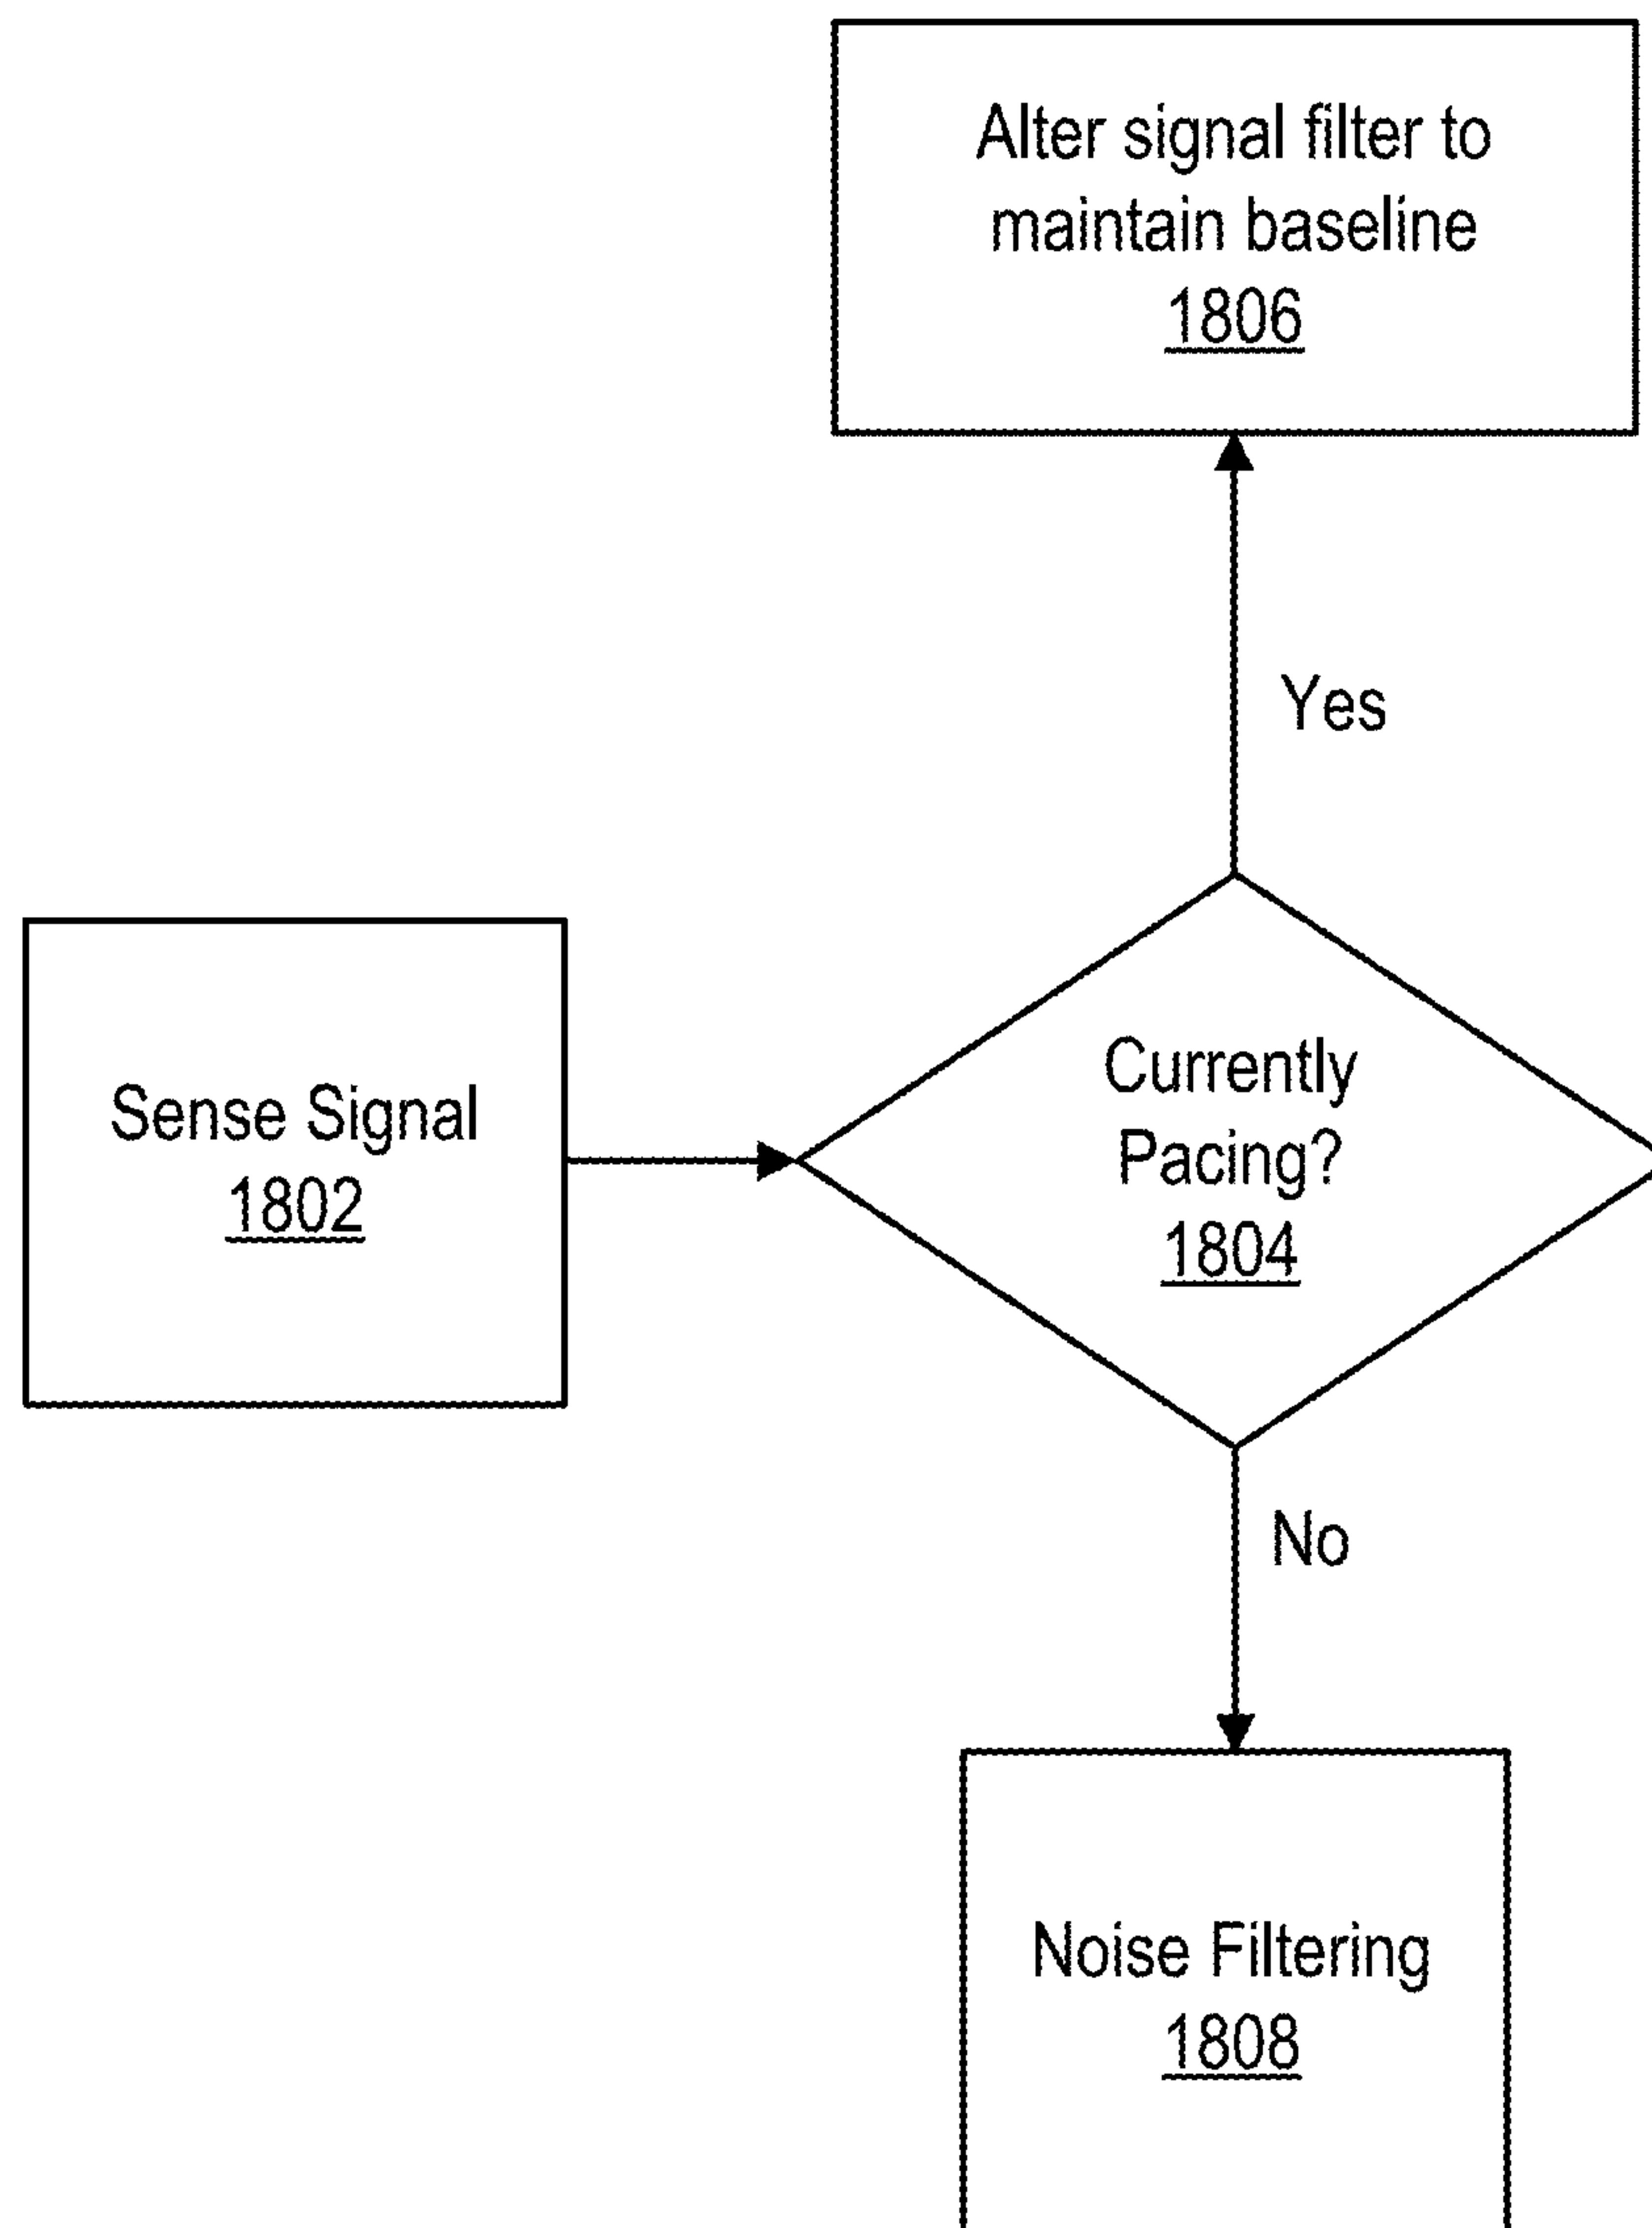 Alter signal filter to
maintain baseline
1806
Yes
Sense Signal
1802
Currently
Pacing?
1804
No
Noise Filtering
1808